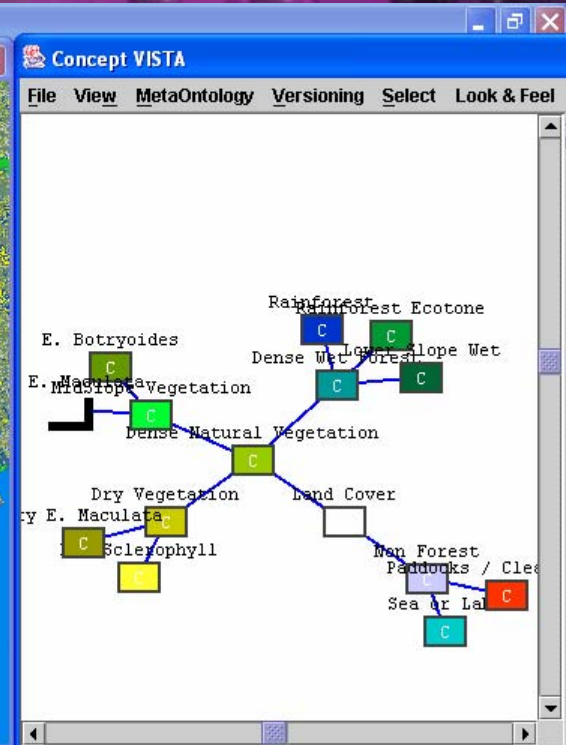 Concept VISTA
File View MetaOntology Versioning Select Look & Feel
Rainforest
Rainforest Ecotone
E. Botryoides
Dense Wet Forest
Lower Slope Wet
E. Maculata
MidSlope Vegetation
Dense Natural Vegetation
Dry Vegetation
Land Cover
y E. Maculata
Sclerophyll
Non Forest
Paddocks / Clea
Sea or Lak
C
C
C
C
C
C
C
C
C
C
C
C
C